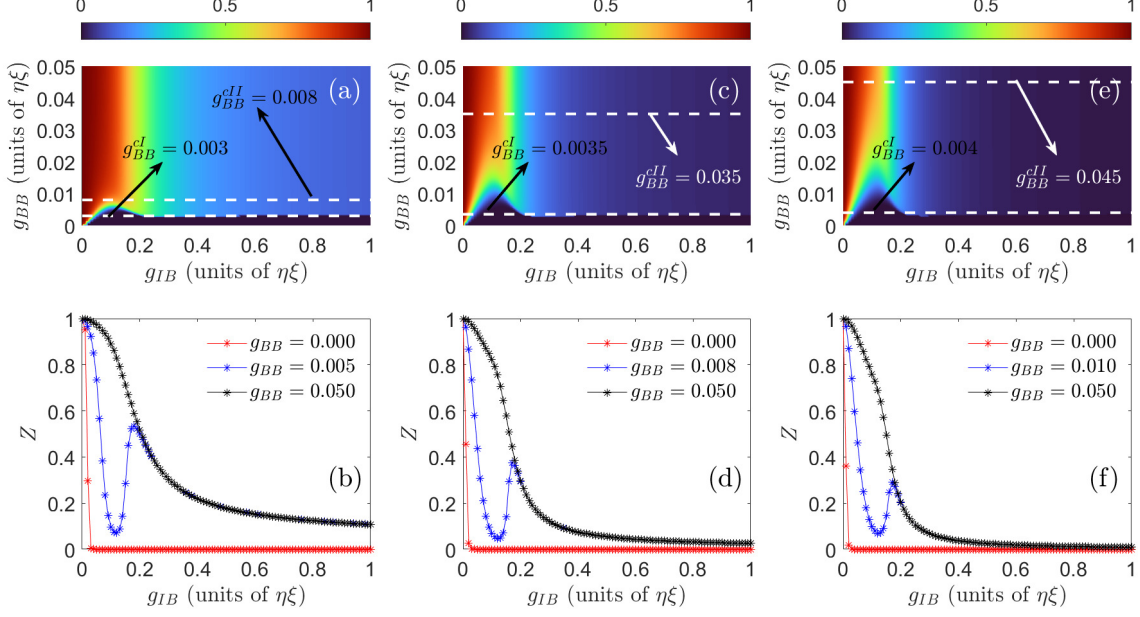 0 0.5 1
0 0.5 1
0 0.5 1
0.05
0.04
0.03
0.02
0.01
0
g_{BB} (units of ηξ)
(a)
g_{BB}^{cII} = 0.008
g_{BB}^{cI} = 0.003
0 0.2 0.4 0.6 0.8 1
g_{IB} (units of ηξ)
0.05
0.04
0.03
0.02
0.01
0
g_{BB} (units of ηξ)
(c)
g_{BB}^{cI} = 0.0035
g_{BB}^{cII} = 0.035
0 0.2 0.4 0.6 0.8 1
g_{IB} (units of ηξ)
0.05
0.04
0.03
0.02
0.01
0
g_{BB} (units of ηξ)
(e)
g_{BB}^{cI} = 0.004
g_{BB}^{cII} = 0.045
0 0.2 0.4 0.6 0.8 1
g_{IB} (units of ηξ)
1
0.8
0.6
0.4
0.2
0
Z
g_{BB} = 0.000
g_{BB} = 0.005
g_{BB} = 0.050
(b)
0 0.2 0.4 0.6 0.8 1
g_{IB} (units of ηξ)
1
0.8
0.6
0.4
0.2
0
Z
g_{BB} = 0.000
g_{BB} = 0.008
g_{BB} = 0.050
(d)
0 0.2 0.4 0.6 0.8 1
g_{IB} (units of ηξ)
1
0.8
0.6
0.4
0.2
0
Z
g_{BB} = 0.000
g_{BB} = 0.010
g_{BB} = 0.050
(f)
0 0.2 0.4 0.6 0.8 1
g_{IB} (units of ηξ)